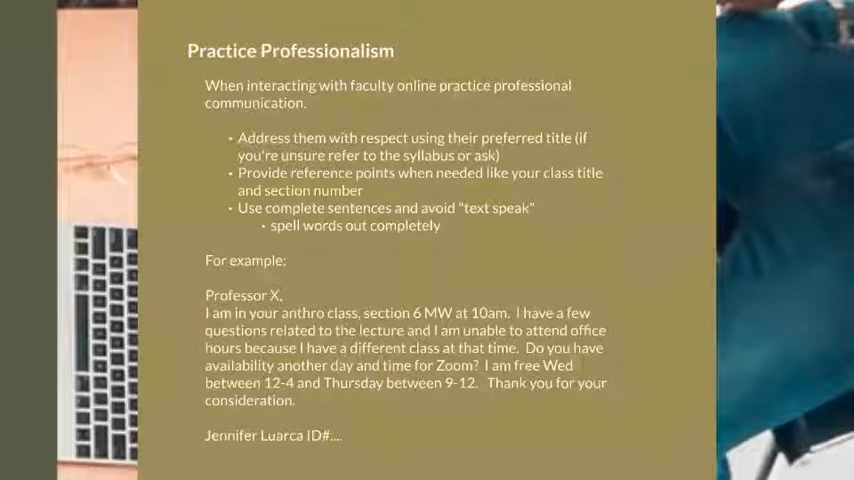 Practice Professionalism
When interacting with faculty online practice professional
communication.
• Address them with respect using their preferred title (if
you're unsure refer to the syllabus or ask)
• Provide reference points when needed like your class title
and section number
• Use complete sentences and avoid "text speak"
• spell words out completely
For example:
Professor X,
I am in your anthro class, section 6 MW at 10am. I have a few
questions related to the lecture and I am unable to attend office
hours because I have a different class at that time. Do you have
availability another day and time for Zoom? I am free Wed
between 12-4 and Thursday between 9-12. Thank you for your
consideration.
Jennifer Luarca ID#....